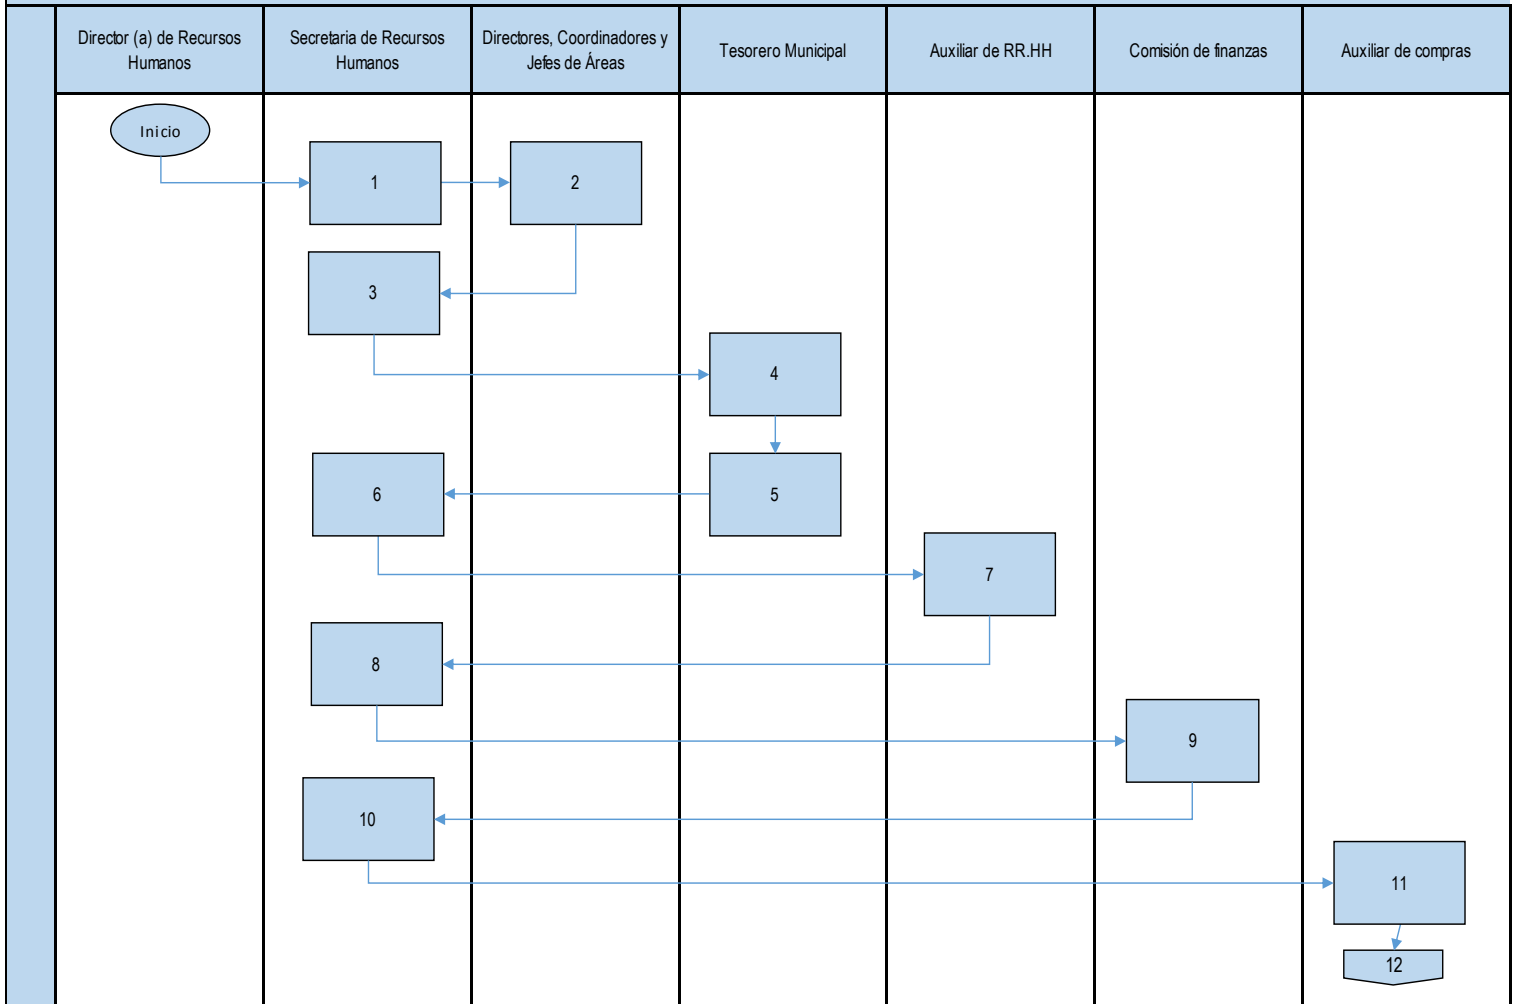 Director (a) de Recursos
Humanos
Secretaria de Recursos
Humanos
Directores, Coordinadores y
Jefes de Áreas
Tesorero Municipal
Auxiliar de RR.HH
Comisión de finanzas
Auxiliar de compras
Inicio
1
2
3
4
5
6
7
8
9
10
11
12